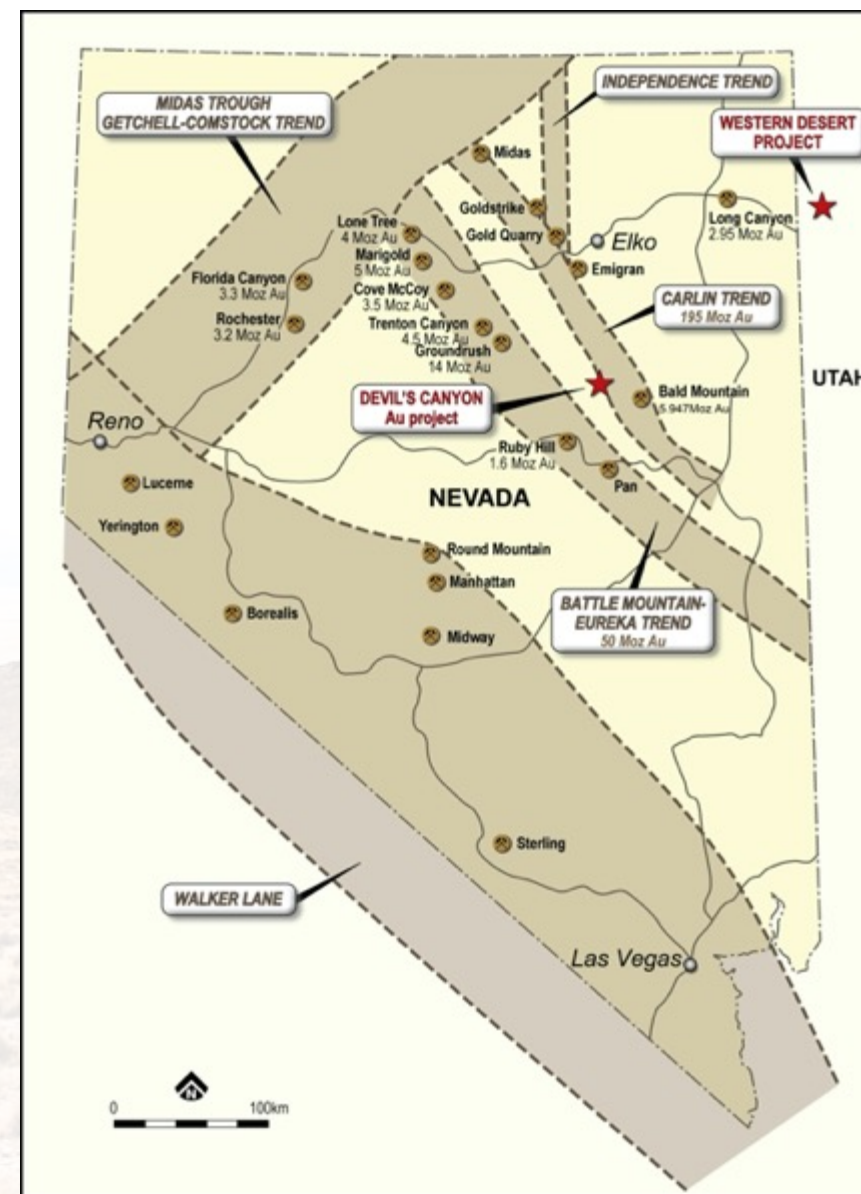 INDEPENDENCE TREND
MIDAS TROUGH
GETCHELL-COMSTOCK TREND
WESTERN DESERT
PROJECT
Midas
Goldstrike
Long Canyon
2.95 Moz Au
Lone Tree
4 Moz Au
Gold Quarry
Elko
Marigold
5 Moz Au
Emigran
Florida Canyon
3.3 Moz Au
Cove McCoy
3.5 Moz Au
CARLIN TREND
195 Moz Au
Rochester
3.2 Moz Au
Trenton Canyon
4.5 Moz Au
Groundrush
14 Moz Au
UTAH
DEVIL'S CANYON
Au project
Bald Mountain
5.947Moz Au
Reno
Ruby Hill
1.6 Moz Au
Pan
Lucerne
NEVADA
Yerington
Round Mountain
Manhattan
BATTLE MOUNTAIN-
EUREKA TREND
50 Moz Au
Borealis
Midway
Sterling
WALKER LANE
Las Vegas
N
0 100km